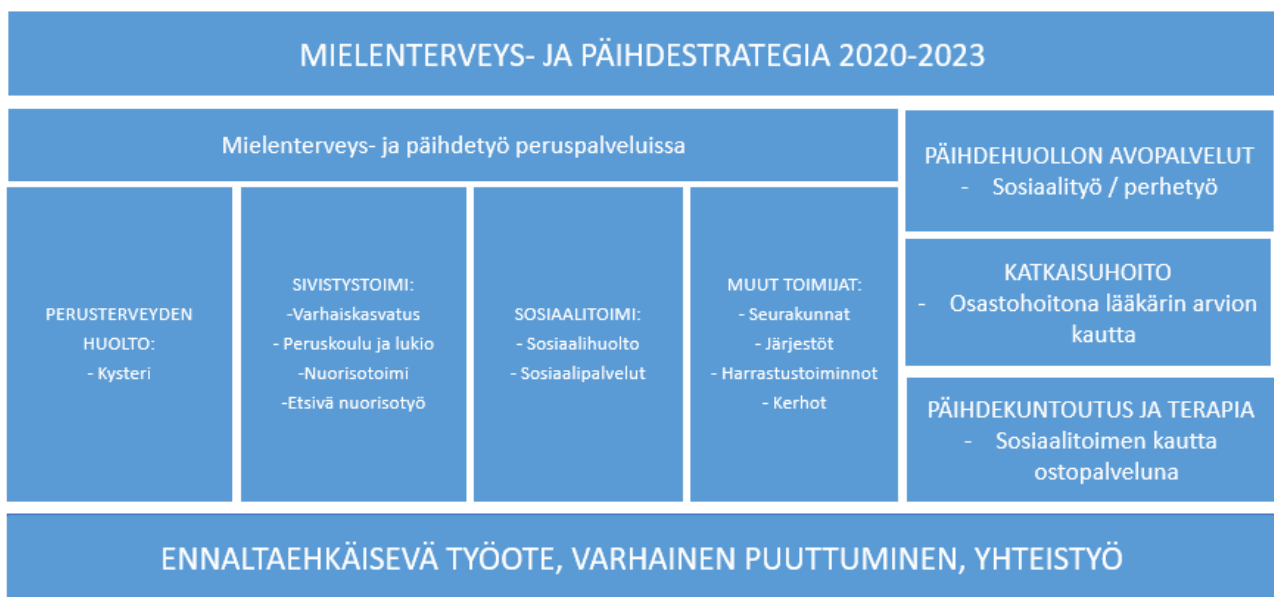 MIELENTERVEYS- JA PÄIHDESTRATEGIA 2020-2023
Mielenterveys- ja päihdetyö peruspalveluissa
PERUSTERVEYDEN
HUOLTO:
- Kysteri
SIVISTYSTOIMI:
-Varhaiskasvatus
- Peruskoulu ja lukio
-Nuorisotoimi
-Etsivä nuorisotyö
SOSIAALITOIMI:
- Sosiaalihuolto
- Sosiaalipalvelut
MUUT TOIMIJAT:
- Seurakunnat
- Järjestöt
- Harrastustoiminnot
- Kerhot
PÄIHDEHUOLLON AVOPALVELUT
- Sosiaalityö / perhetyö
KATKAISUHOITO
- Osastohoitona lääkärin arvion
kautta
PÄIHDEKUNTOUTUS JA TERAPIA
- Sosiaalitoimen kautta
ostopalveluna
ENNALTAEHKÄISEVÄ TYÖOTE, VARHAINEN PUUTTUMINEN, YHTEISTYÖ